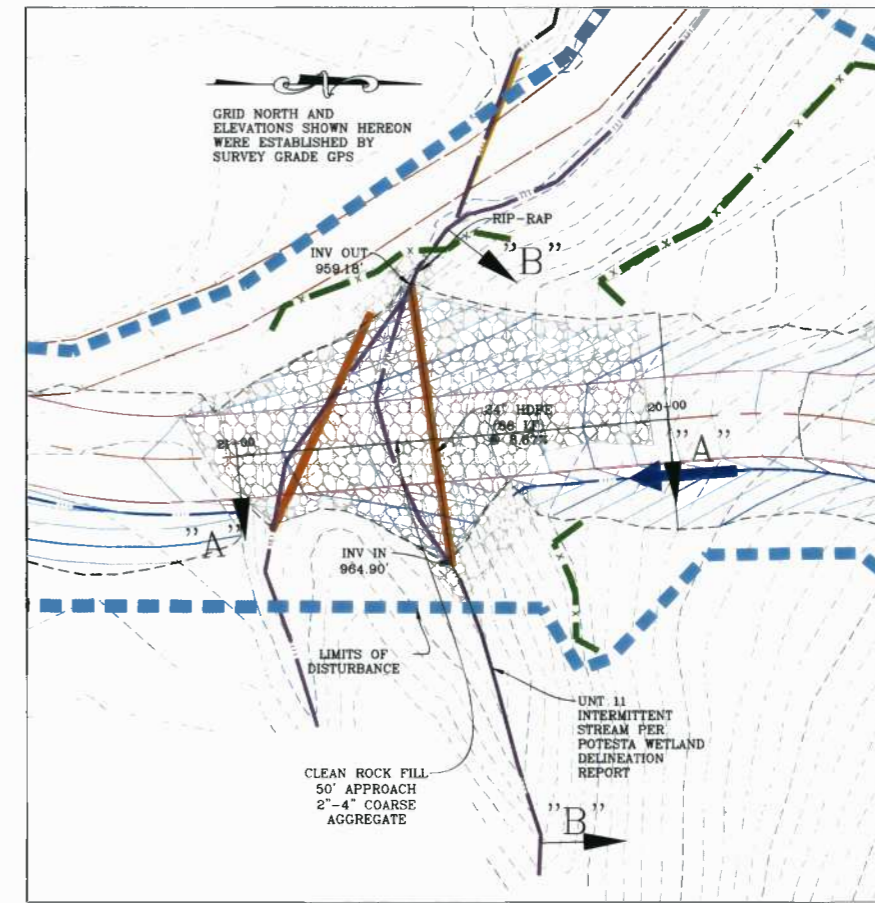 GRID NORTH AND
ELEVATIONS SHOWN HEREON
WERE ESTABLISHED BY
SURVEY GRADE GPS
RIP-RAP
INV OUT
959.18'
"B"
24" HDPE
20+00
21+00
"A"
"A"
INV IN
964.90'
LIMITS OF
DISTURBANCE
UNT 11
INTERMITTENT
STREAM PER
POTESTA WETLAND
DELINEATION
REPORT
CLEAN ROCK FILL
50' APPROACH
2"-4" COARSE
AGGREGATE
"B"